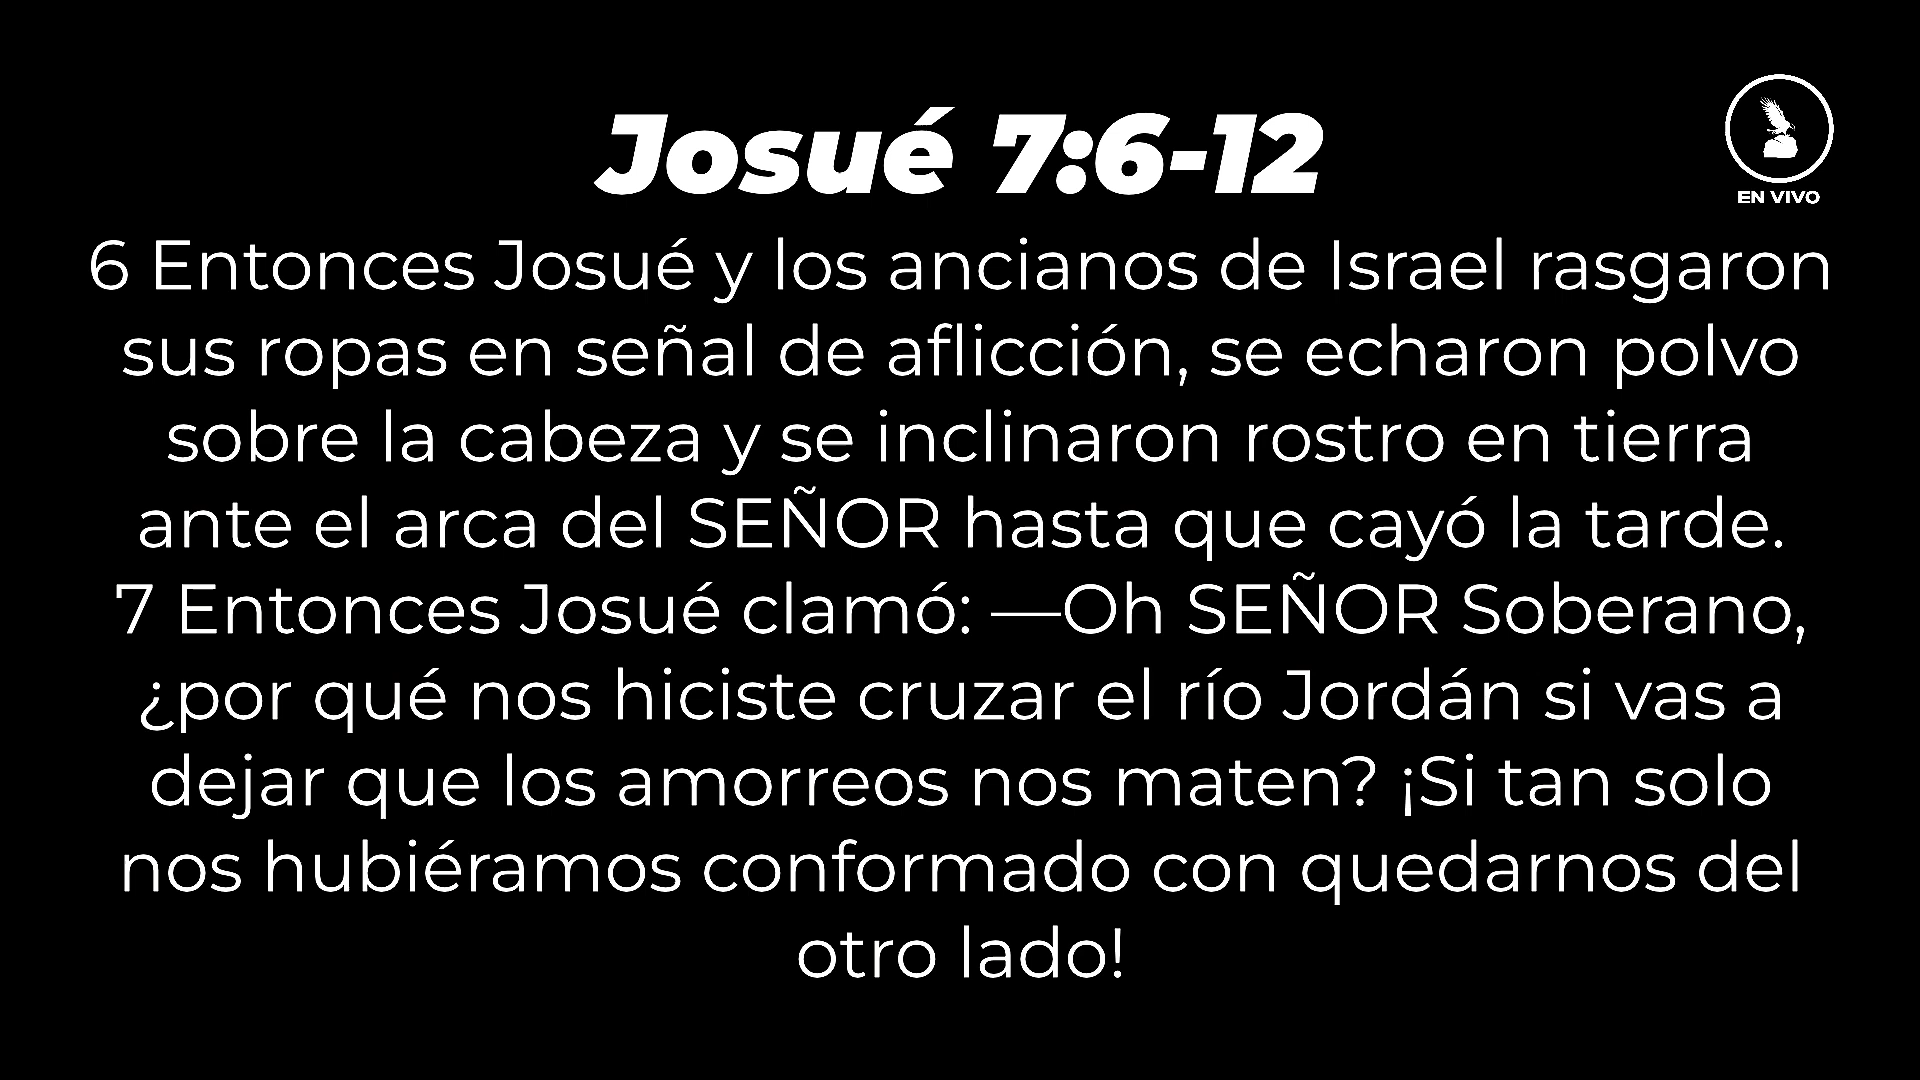 Josué 7:6-12
EN VIVO
6 Entonces Josué y los ancianos de Israel rasgaron
sus ropas en señal de aflicción, se echaron polvo
sobre la cabeza y se inclinaron rostro en tierra
ante el arca del SEÑOR hasta que cayó la tarde.
7 Entonces Josué clamó: —Oh SEÑOR Soberano,
¿por qué nos hiciste cruzar el río Jordán si vas a
dejar que los amorreos nos maten? ¡Si tan solo
nos hubiéramos conformado con quedarnos del
otro lado!